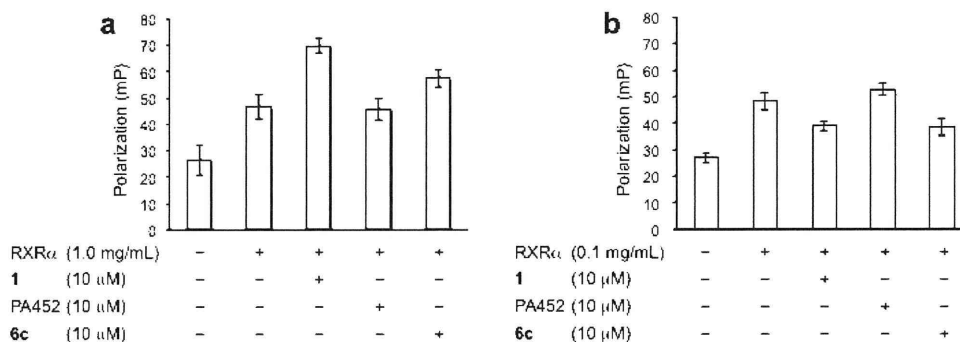 a
80
70
60
50
40
30
20
10
0
Polarization (mP)
RXRα (1.0 mg/mL) − + + + +
1 (10 µM) − − + − −
PA452 (10 µM) − − − + −
6c (10 µM) − − − − +
b
80
70
60
50
40
30
20
10
0
Polarization (mP)
RXRα (0.1 mg/mL) − + + + +
1 (10 µM) − − + − −
PA452 (10 µM) − − − + −
6c (10 µM) − − − − +